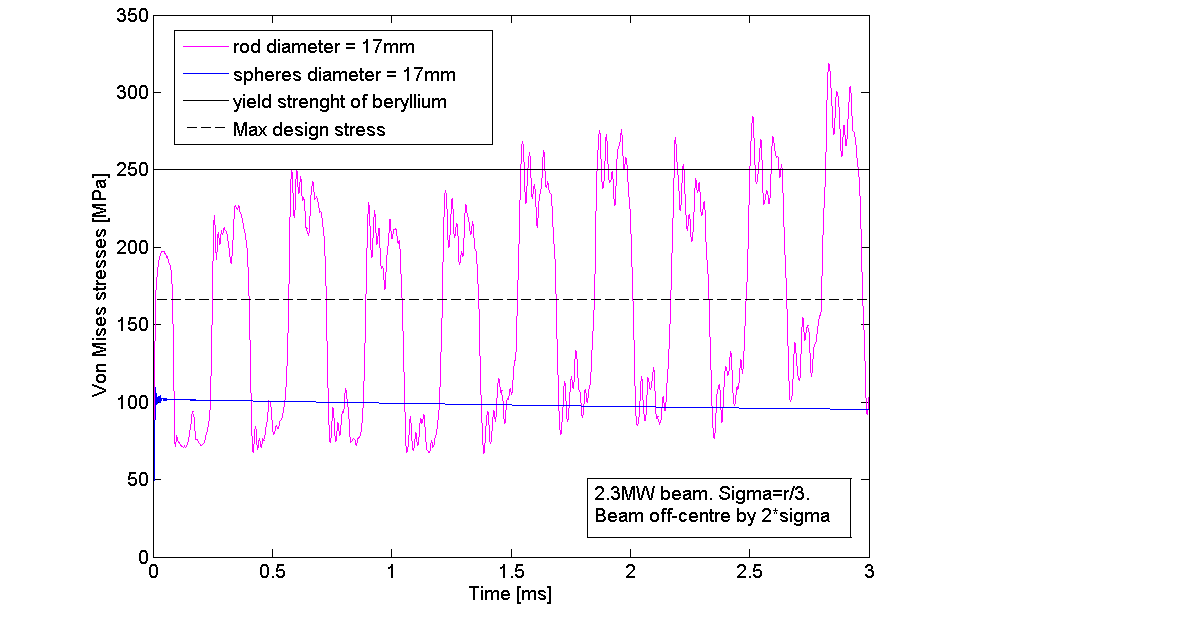 350
300
250
200
150
100
50
0
Von Mises stresses [MPa]
rod diameter = 17mm
spheres diameter = 17mm
yield strenght of beryllium
Max design stress
2.3MW beam. Sigma=r/3.
Beam off-centre by 2*sigma
0 0.5 1 1.5 2 2.5 3
Time [ms]